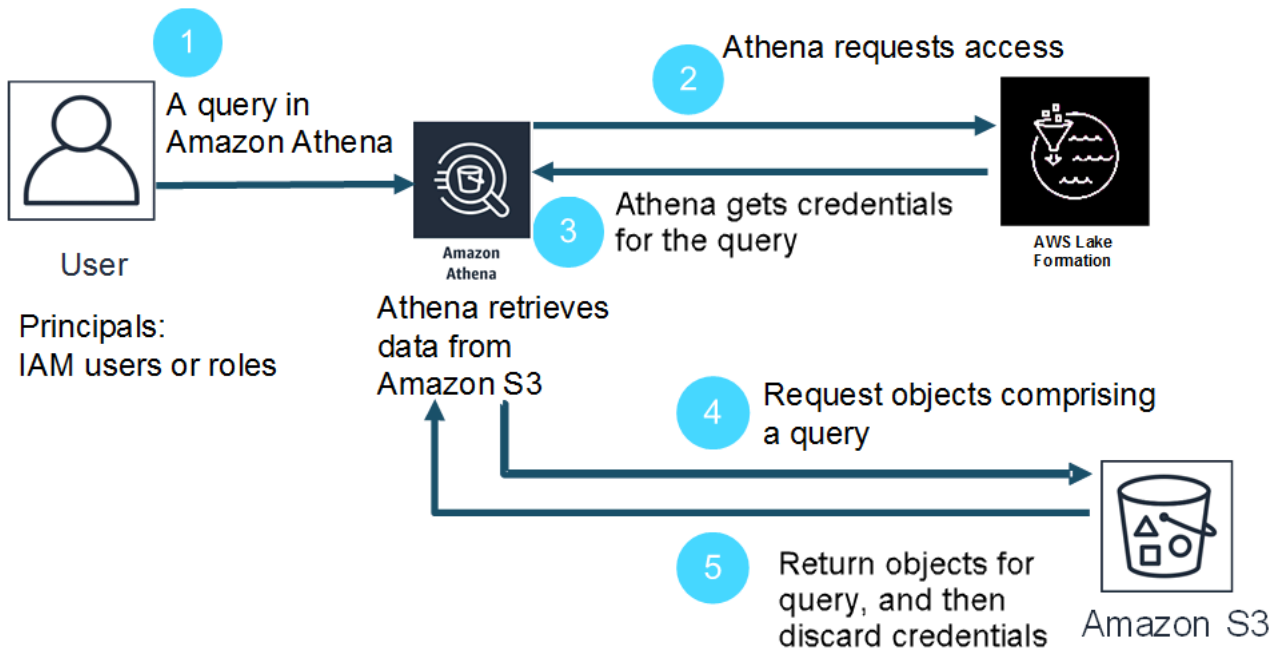 1
A query in
Amazon Athena
User
Principals:
IAM users or roles
Amazon
Athena
2
Athena requests access
3
Athena gets credentials
for the query
AWS Lake
Formation
Athena retrieves
data from
Amazon S3
4
Request objects comprising
a query
5
Return objects for
query, and then
discard credentials
Amazon S3